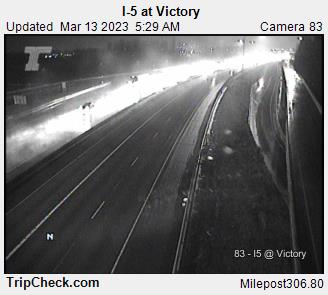 I-5 at Victory
Updated  Mar 13 2023  5:29 AM  Camera 83
T
N
83 - I5 @ Victory
TripCheck.com  Milepost306.80